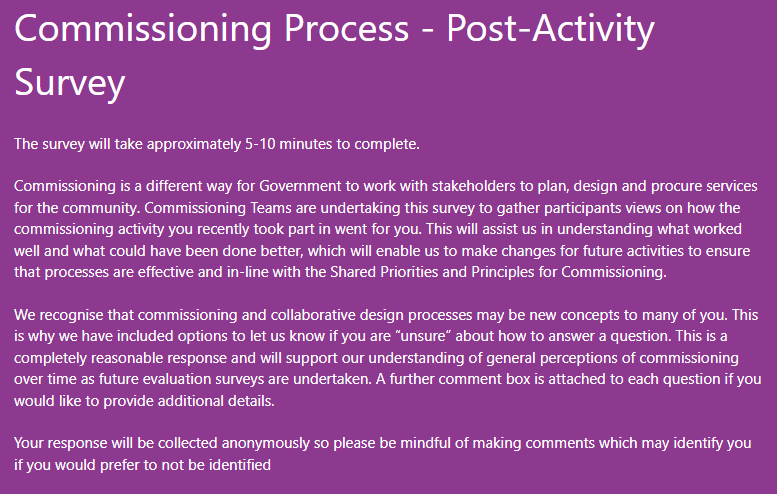 Commissioning Process - Post-Activity
Survey
The survey will take approximately 5-10 minutes to complete.
Commissioning is a different way for Government to work with stakeholders to plan, design and procure services
for the community. Commissioning Teams are undertaking this survey to gather participants views on how the
commissioning activity you recently took part in went for you. This will assist us in understanding what worked
well and what could have been done better, which will enable us to make changes for future activities to ensure
that processes are effective and in-line with the Shared Priorities and Principles for Commissioning.
We recognise that commissioning and collaborative design processes may be new concepts to many of you. This
is why we have included options to let us know if you are “unsure” about how to answer a question. This is a
completely reasonable response and will support our understanding of general perceptions of commissioning
over time as future evaluation surveys are undertaken. A further comment box is attached to each question if you
would like to provide additional details.
Your response will be collected anonymously so please be mindful of making comments which may identify you
if you would prefer to not be identified